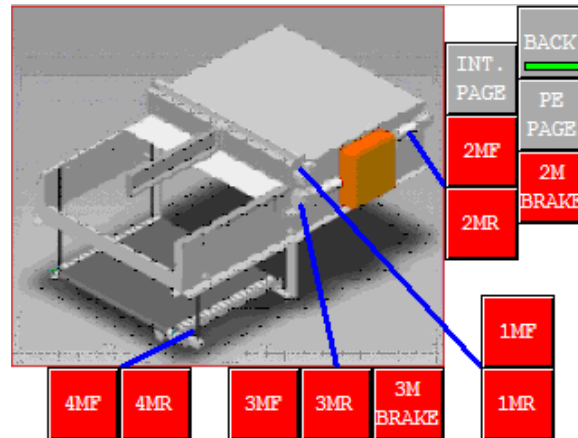 BACK
INT.
PAGE
PE
PAGE
2MF
2M
BRAKE
2MR
1MF
4MF
4MR
3MF
3MR
3M
BRAKE
1MR